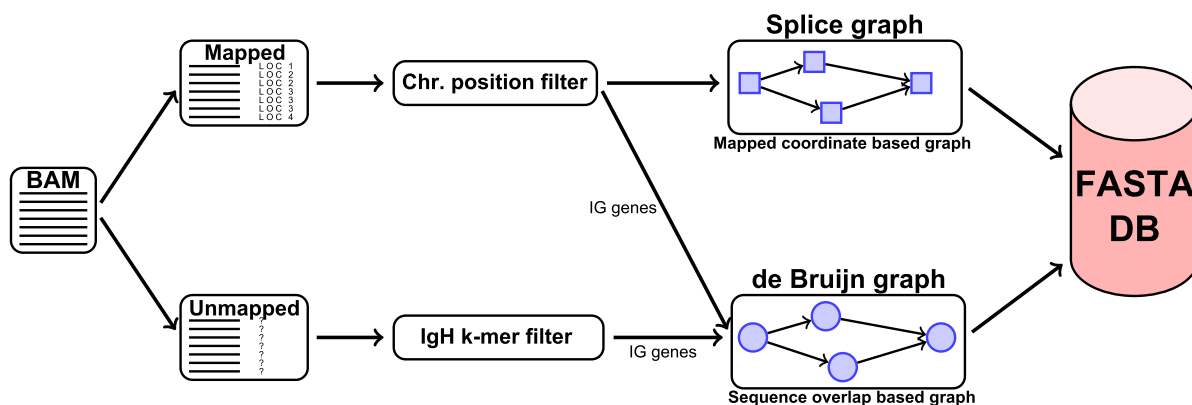 Splice graph
Mapped
LOC 1
LOC 2
LOC 2
LOC 3
LOC 3
LOC 3
LOC 4
Chr. position filter
Mapped coordinate based graph
BAM
FASTA
DB
IG genes
de Bruijn graph
Unmapped
?
?
?
?
?
?
?
IgH k-mer filter
IG genes
Sequence overlap based graph